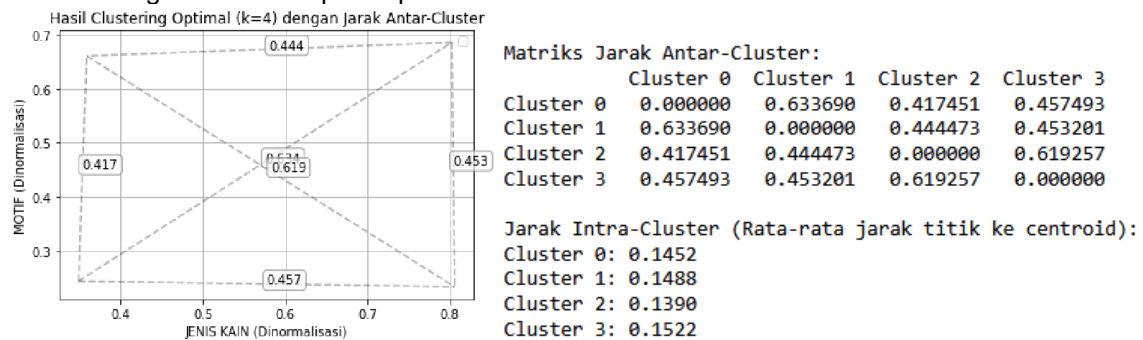 Hasil Clustering Optimal (k=4) dengan Jarak Antar-Cluster
0.7
0.6
0.5
0.4
0.3
MOTIF (Dinormalisasi)
0.444
0.417
0.634
0.619
0.453
0.457
0.4 0.5 0.6 0.7 0.8
JENIS KAIN (Dinormalisasi)
Matriks Jarak Antar-Cluster:
Cluster 0 Cluster 1 Cluster 2 Cluster 3
Cluster 0 0.000000 0.633690 0.417451 0.457493
Cluster 1 0.633690 0.000000 0.444473 0.453201
Cluster 2 0.417451 0.444473 0.000000 0.619257
Cluster 3 0.457493 0.453201 0.619257 0.000000
Jarak Intra-Cluster (Rata-rata jarak titik ke centroid):
Cluster 0: 0.1452
Cluster 1: 0.1488
Cluster 2: 0.1390
Cluster 3: 0.1522